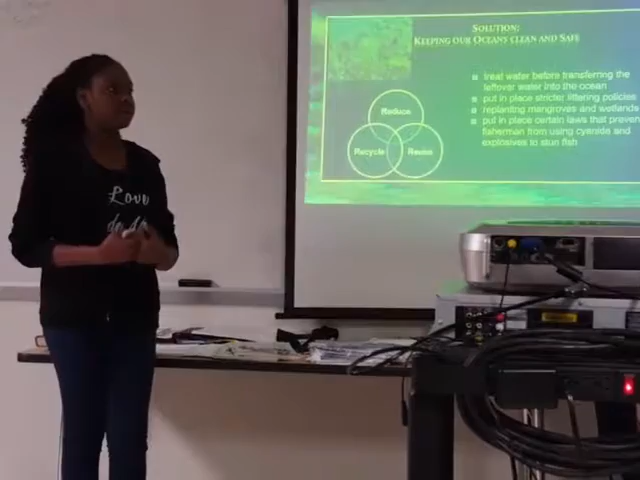 SOLUTION:
KEEPING OUR OCEANS CLEAN AND SAFE
treat water before transferring the
leftover water into the ocean
put in place stricter littering policies
replanting mangroves and wetlands
put in place certain laws that preven
fisherman from using cyanide and
explosives to stun fish
Reduce
Recycle
Reuse
Love